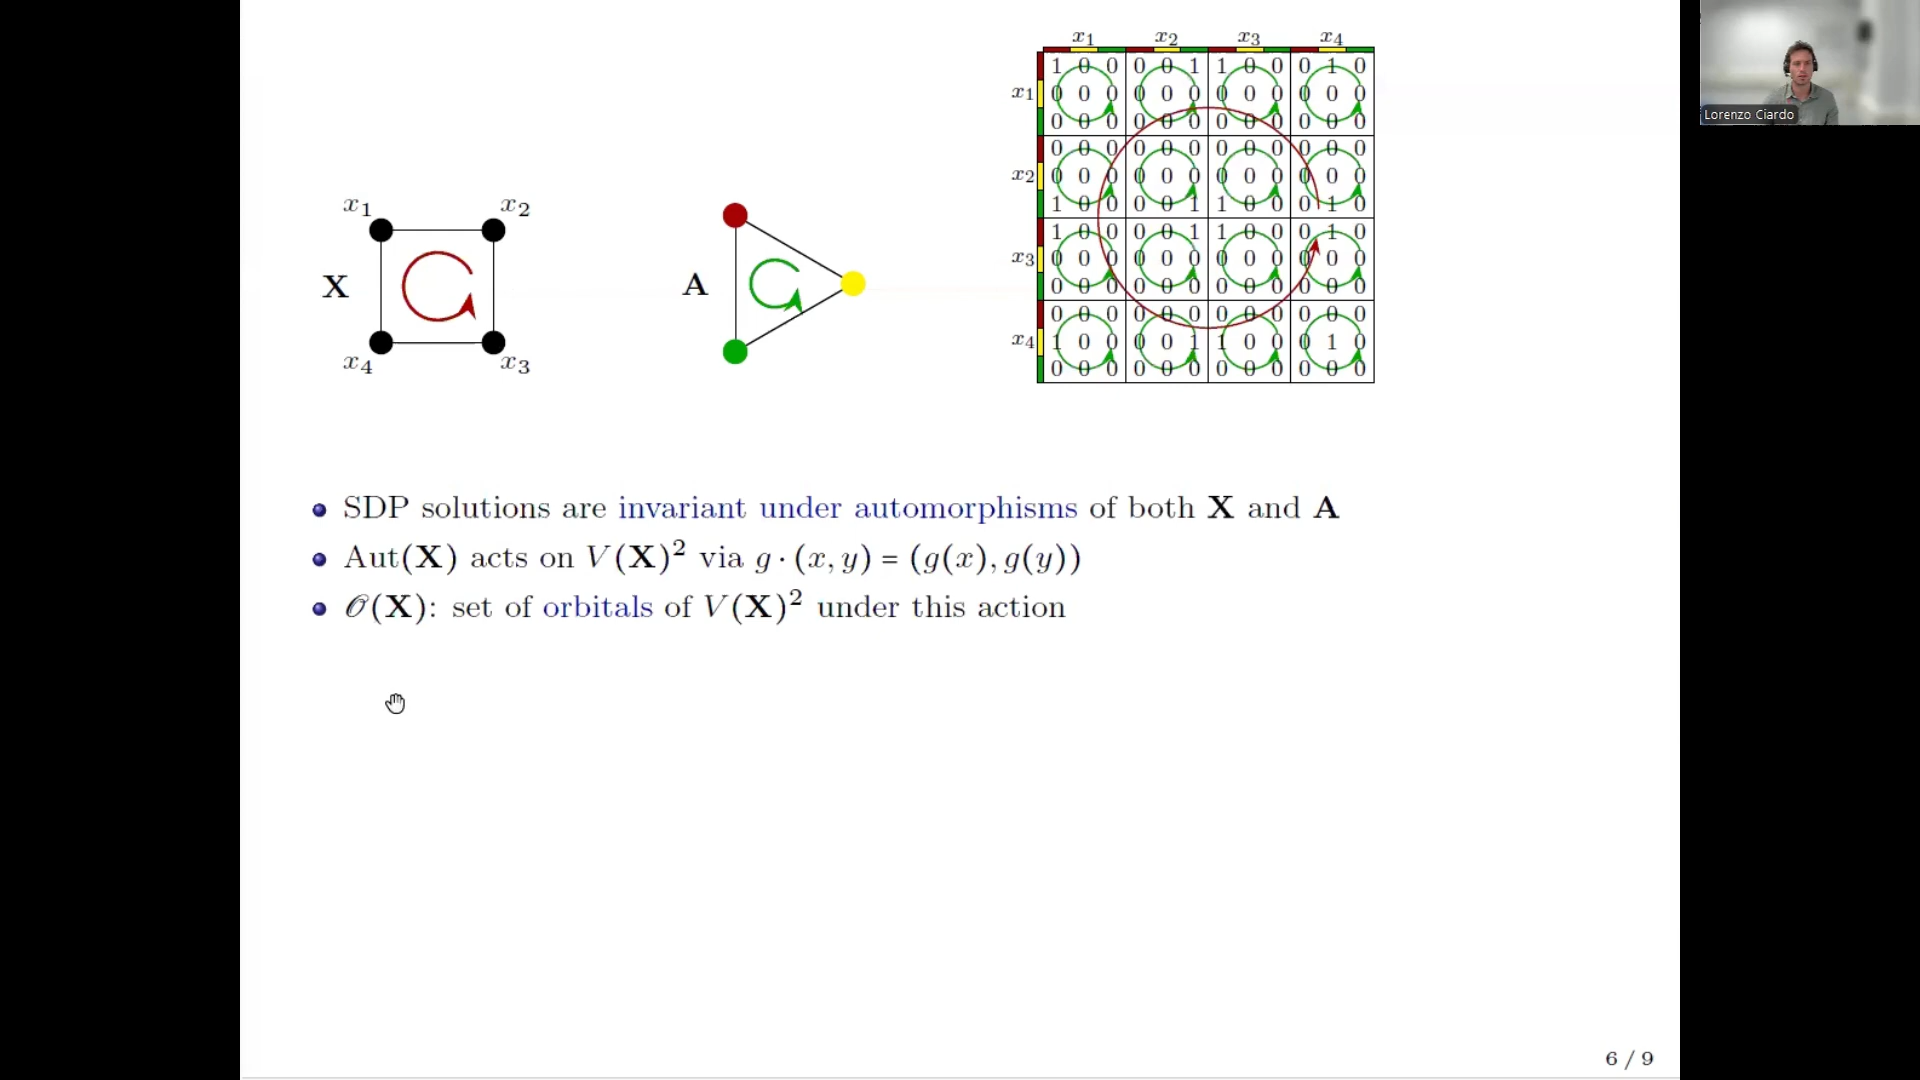 x1 x2 x3 x4
1 0 0 0 0 1 1 0 0 0 1 0
x1 0 0 0 0 0 0 0 0 0 0 0 0
0 0 0 0 0 0 0 0 0 0 0 0
0 0 0 0 0 0 0 0 0 0 0 0
x2 0 0 0 0 0 0 0 0 0 0 0 0
1 0 0 0 0 1 1 0 0 0 1 0
1 0 0 0 0 1 1 0 0 0 1 0
x3 0 0 0 0 0 0 0 0 0 0 0 0
0 0 0 0 0 0 0 0 0 0 0 0
0 0 0 0 0 0 0 0 0 0 0 0
x4 1 0 0 0 0 1 1 0 0 0 1 0
0 0 0 0 0 0 0 0 0 0 0 0
x1 x2
X
x4 x3
A
• SDP solutions are invariant under automorphisms of both X and A
• Aut(X) acts on V(X)² via g · (x, y) = (g(x), g(y))
• 𝒪(X): set of orbitals of V(X)² under this action
6 / 9
Lorenzo Ciardo